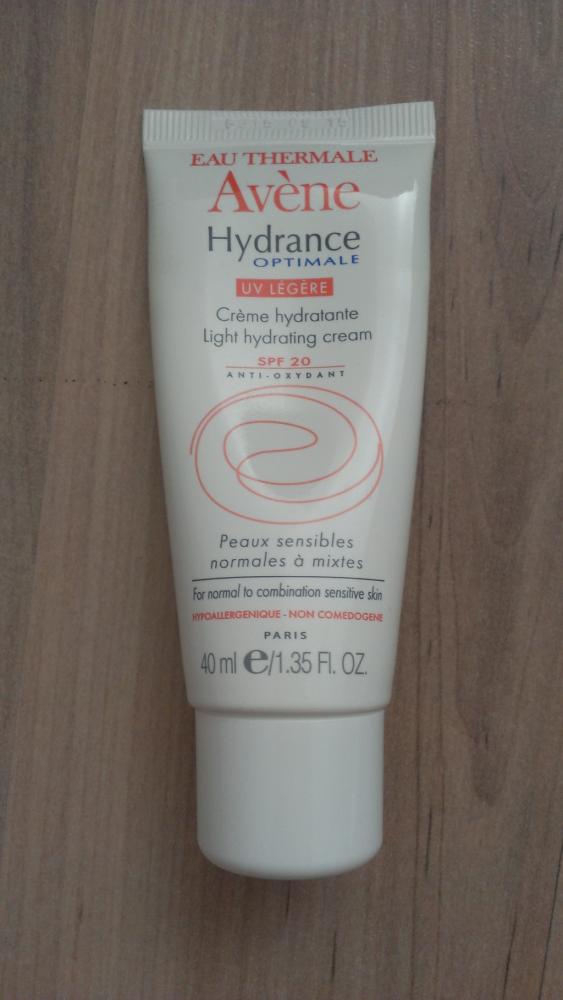 EAU THERMALE
Avène
Hydrance
OPTIMALE
UV LÉGÈRE
Crème hydratante
Light hydrating cream
SPF 20
ANTI-OXYDANT
Peaux sensibles
normales à mixtes
For normal to combination sensitive skin
HYPOALLERGENIQUE - NON COMEDOGENE
PARIS
40 ml e/1.35 Fl. OZ.